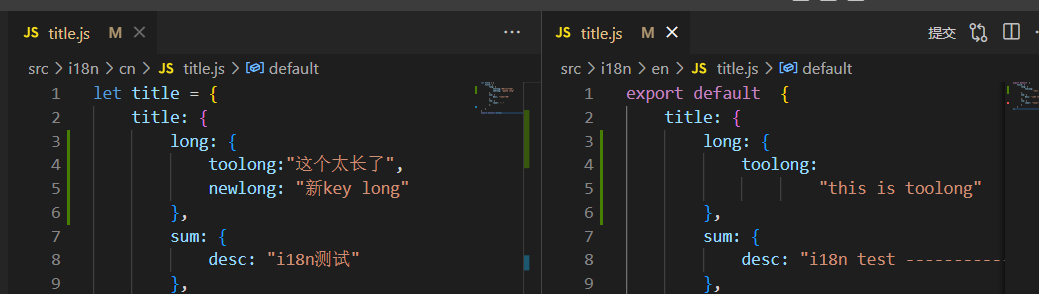 JS title.js M
src > i18n > cn > JS title.js > default
1 let title = {
2 title: {
3 long: {
4 toolong:"这个太长了",
5 newlong: "新key long"
6 },
7 sum: {
8 desc: "i18n测试"
9 },
JS title.js M 提交
src > i18n > en > JS title.js > default
1 export default {
2 title: {
3 long: {
4 toolong:
5 "this is toolong"
6 },
7 sum: {
8 desc: "i18n test -----------
9 },